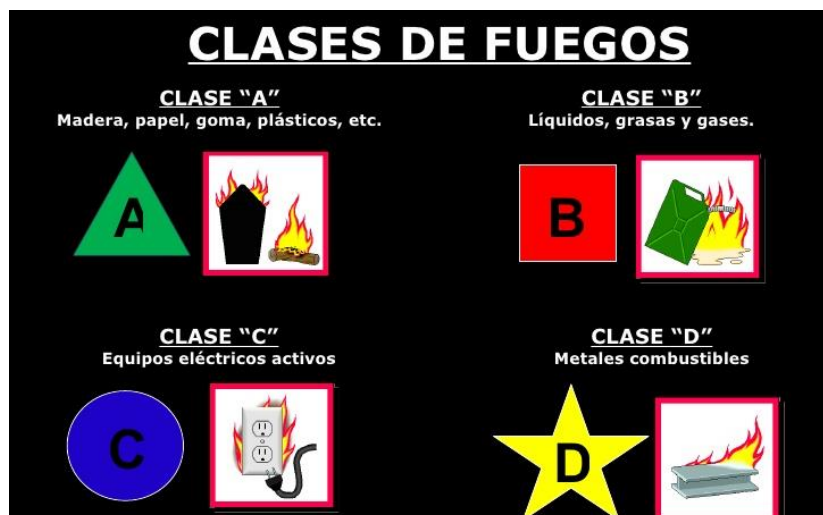 CLASES DE FUEGOS
CLASE “A”
Madera, papel, goma, plásticos, etc.
A
CLASE “B”
Líquidos, grasas y gases.
B
CLASE “C”
Equipos eléctricos activos
C
CLASE “D”
Metales combustibles
D